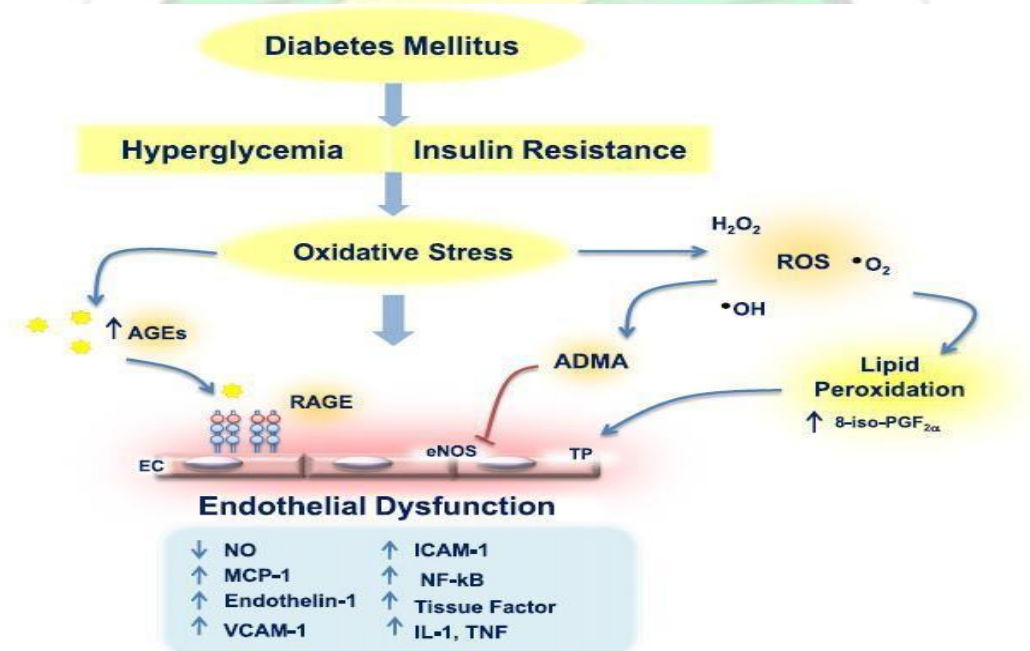 Diabetes Mellitus
Hyperglycemia Insulin Resistance
Oxidative Stress
H₂O₂
ROS •O₂
•OH
↑ AGEs
RAGE
ADMA
Lipid
Peroxidation
↑ 8-iso-PGF₂α
EC
eNOS
TP
Endothelial Dysfunction
↓ NO
↑ MCP-1
↑ Endothelin-1
↑ VCAM-1
↑ ICAM-1
↑ NF-kB
↑ Tissue Factor
↑ IL-1, TNF